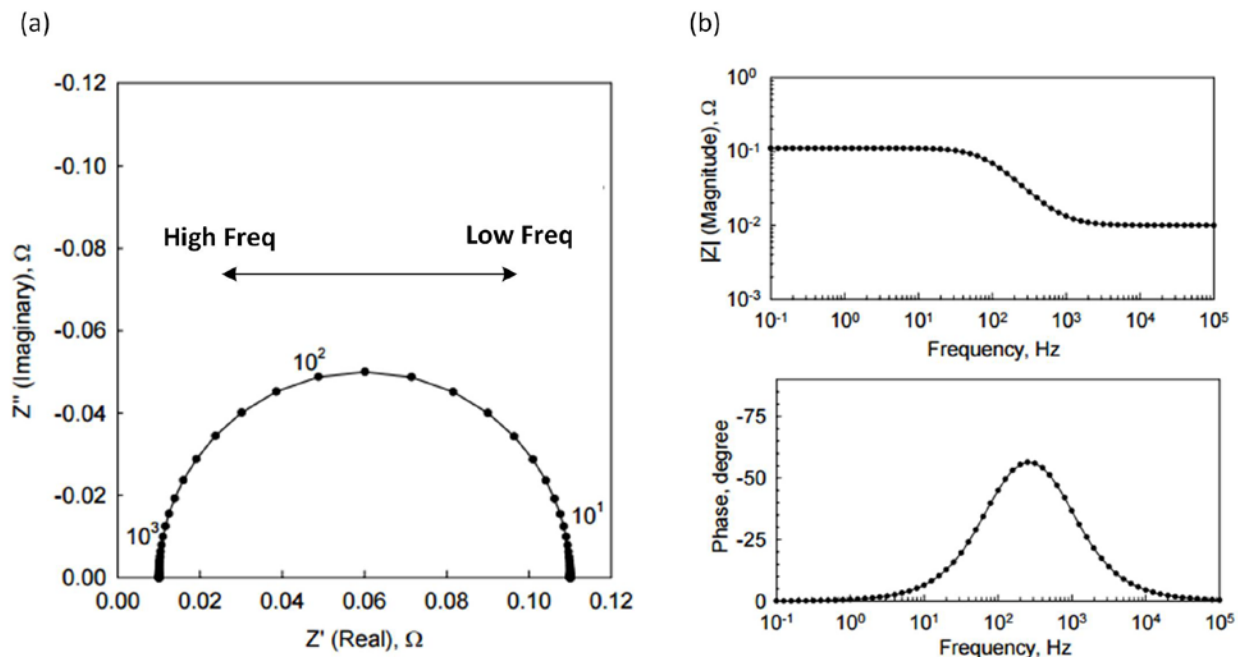 (a)
-0.12
-0.10
-0.08
-0.06
-0.04
-0.02
0.00
Z'' (Imaginary), Ω
High Freq
Low Freq
10²
10³
10¹
0.00 0.02 0.04 0.06 0.08 0.10 0.12
Z' (Real), Ω
(b)
|Z| (Magnitude), Ω
10⁰
10⁻¹
10⁻²
10⁻³
10⁻¹ 10⁰ 10¹ 10² 10³ 10⁴ 10⁵
Frequency, Hz
Phase, degree
-75
-50
-25
0
10⁻¹ 10⁰ 10¹ 10² 10³ 10⁴ 10⁵
Frequency, Hz